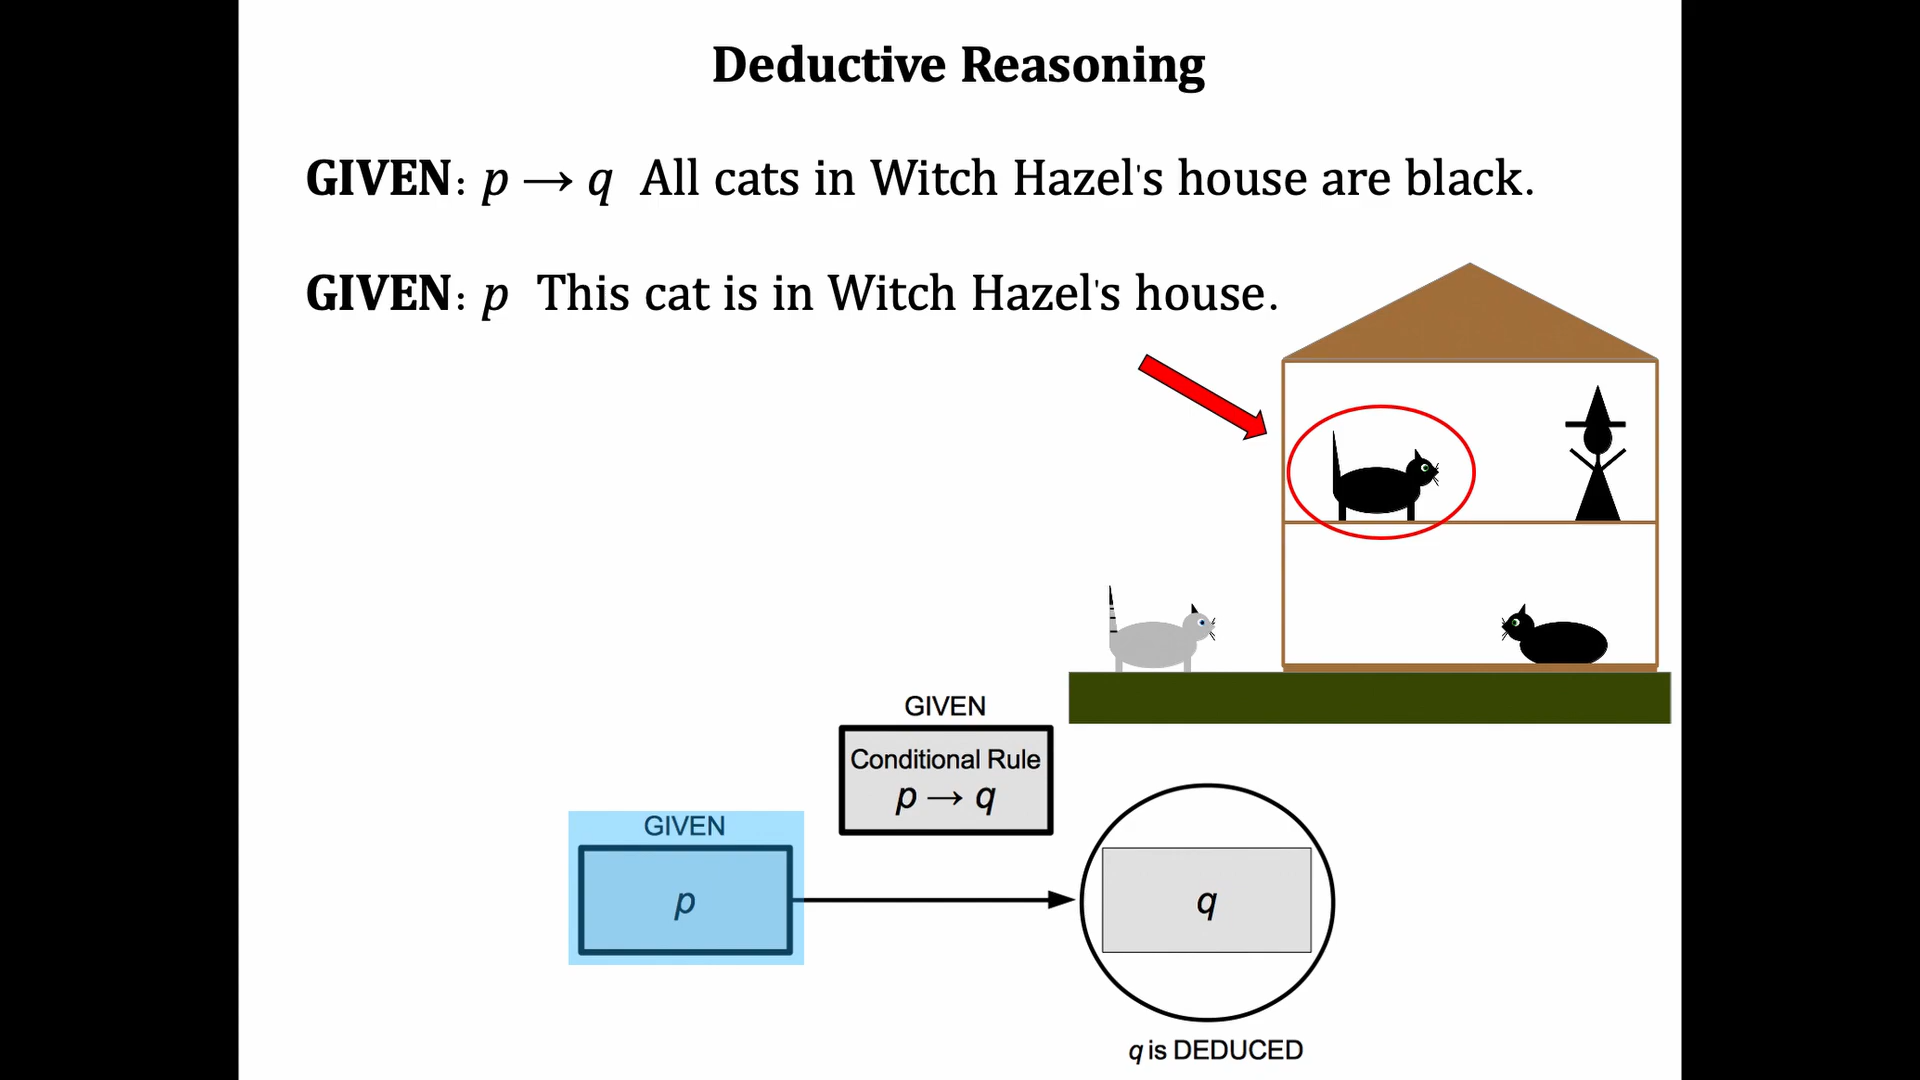 Deductive Reasoning
GIVEN: p → q All cats in Witch Hazel's house are black.
GIVEN: p This cat is in Witch Hazel's house.
GIVEN
Conditional Rule
p → q
GIVEN
p
q
q is DEDUCED